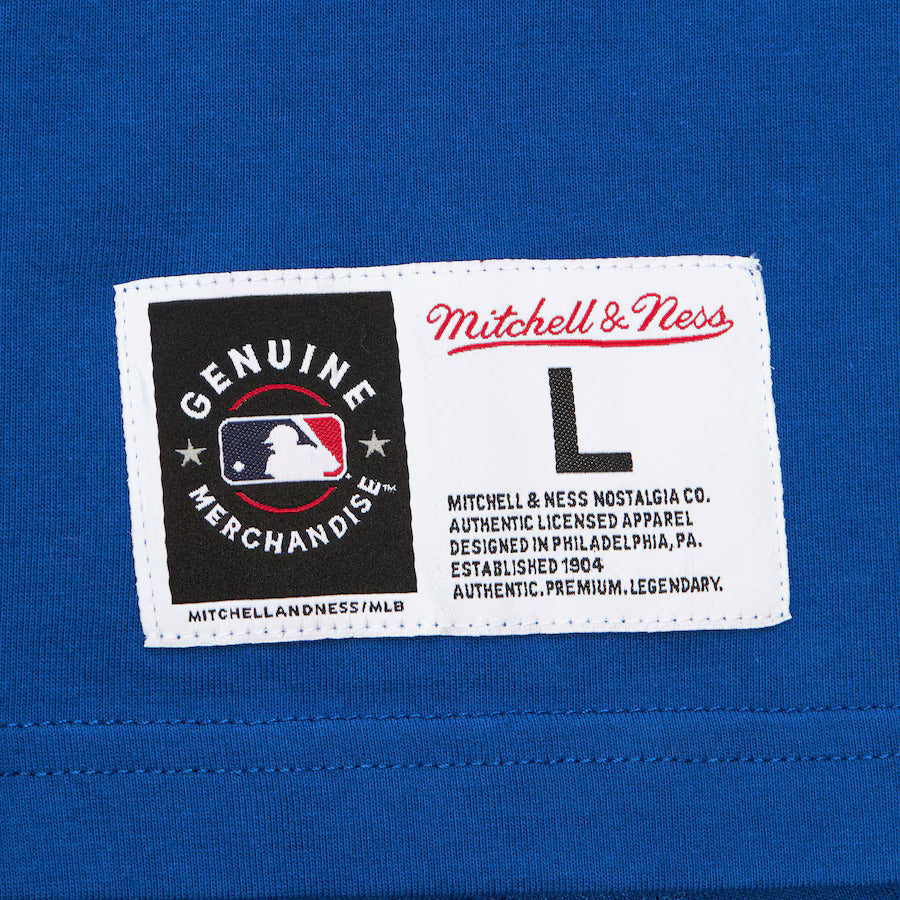 GENUINE
MERCHANDISE™
MITCHELLANDNESS/MLB
Mitchell & Ness
L
MITCHELL & NESS NOSTALGIA CO.
AUTHENTIC LICENSED APPAREL
DESIGNED IN PHILADELPHIA, PA.
ESTABLISHED 1904
AUTHENTIC. PREMIUM. LEGENDARY.